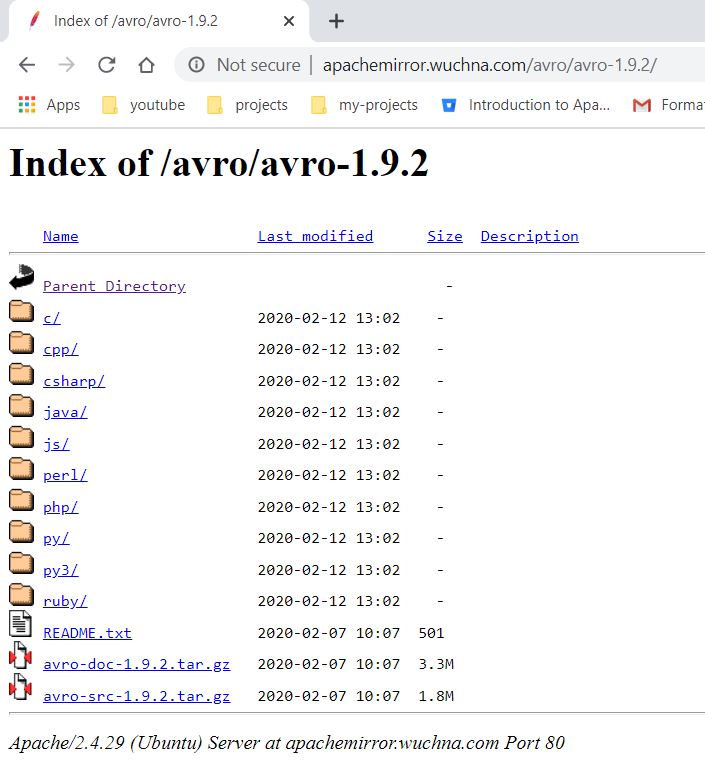 Index of /avro/avro-1.9.2
Not secure | apachemirror.wuchna.com/avro/avro-1.9.2/
Apps youtube projects my-projects Introduction to Apa... Forma
Index of /avro/avro-1.9.2
Name Last modified Size Description
Parent Directory -
c/ 2020-02-12 13:02 -
cpp/ 2020-02-12 13:02 -
csharp/ 2020-02-12 13:02 -
java/ 2020-02-12 13:02 -
js/ 2020-02-12 13:02 -
perl/ 2020-02-12 13:02 -
php/ 2020-02-12 13:02 -
py/ 2020-02-12 13:02 -
py3/ 2020-02-12 13:02 -
ruby/ 2020-02-12 13:02 -
README.txt 2020-02-07 10:07 501
avro-doc-1.9.2.tar.gz 2020-02-07 10:07 3.3M
avro-src-1.9.2.tar.gz 2020-02-07 10:07 1.8M
Apache/2.4.29 (Ubuntu) Server at apachemirror.wuchna.com Port 80